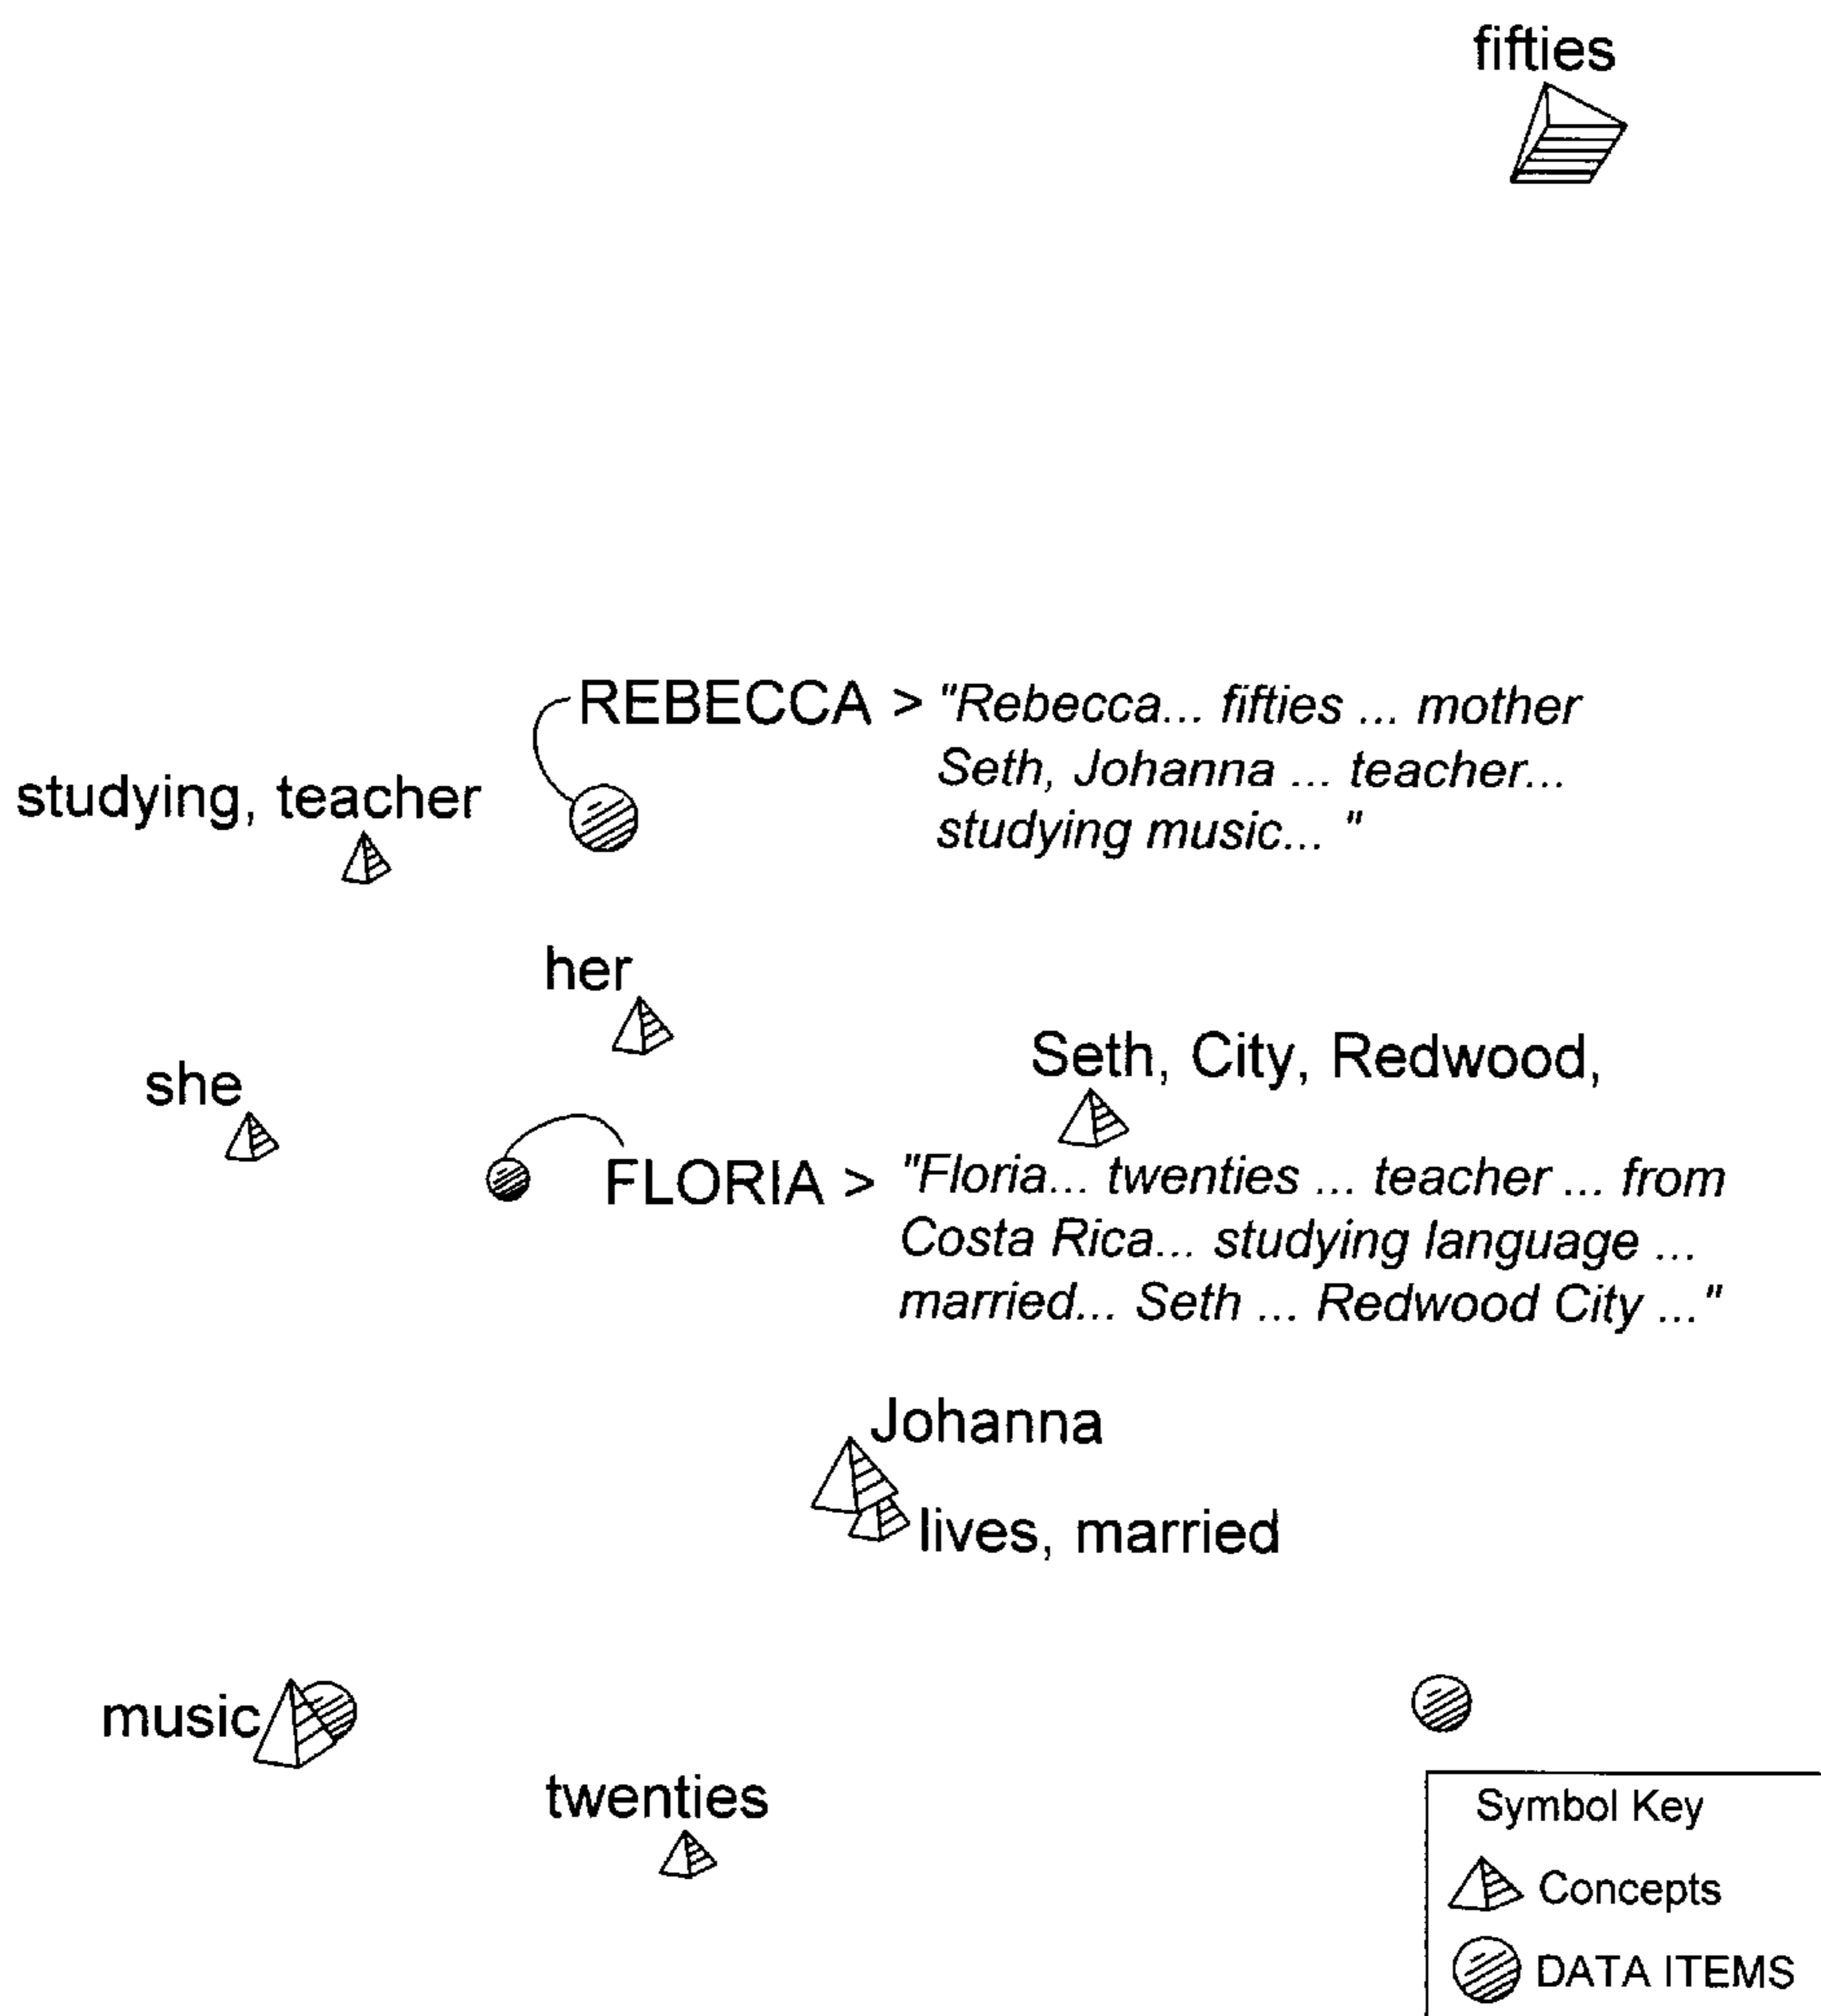 fifties
REBECCA > "Rebecca... fifties ... mother
Seth, Johanna ... teacher...
studying music... "
studying, teacher
her
she
Seth, City, Redwood,
FLORIA > "Floria... twenties ... teacher ... from
Costa Rica... studying language ...
married... Seth ... Redwood City ..."
Johanna
lives, married
music
twenties
Symbol Key
Concepts
DATA ITEMS